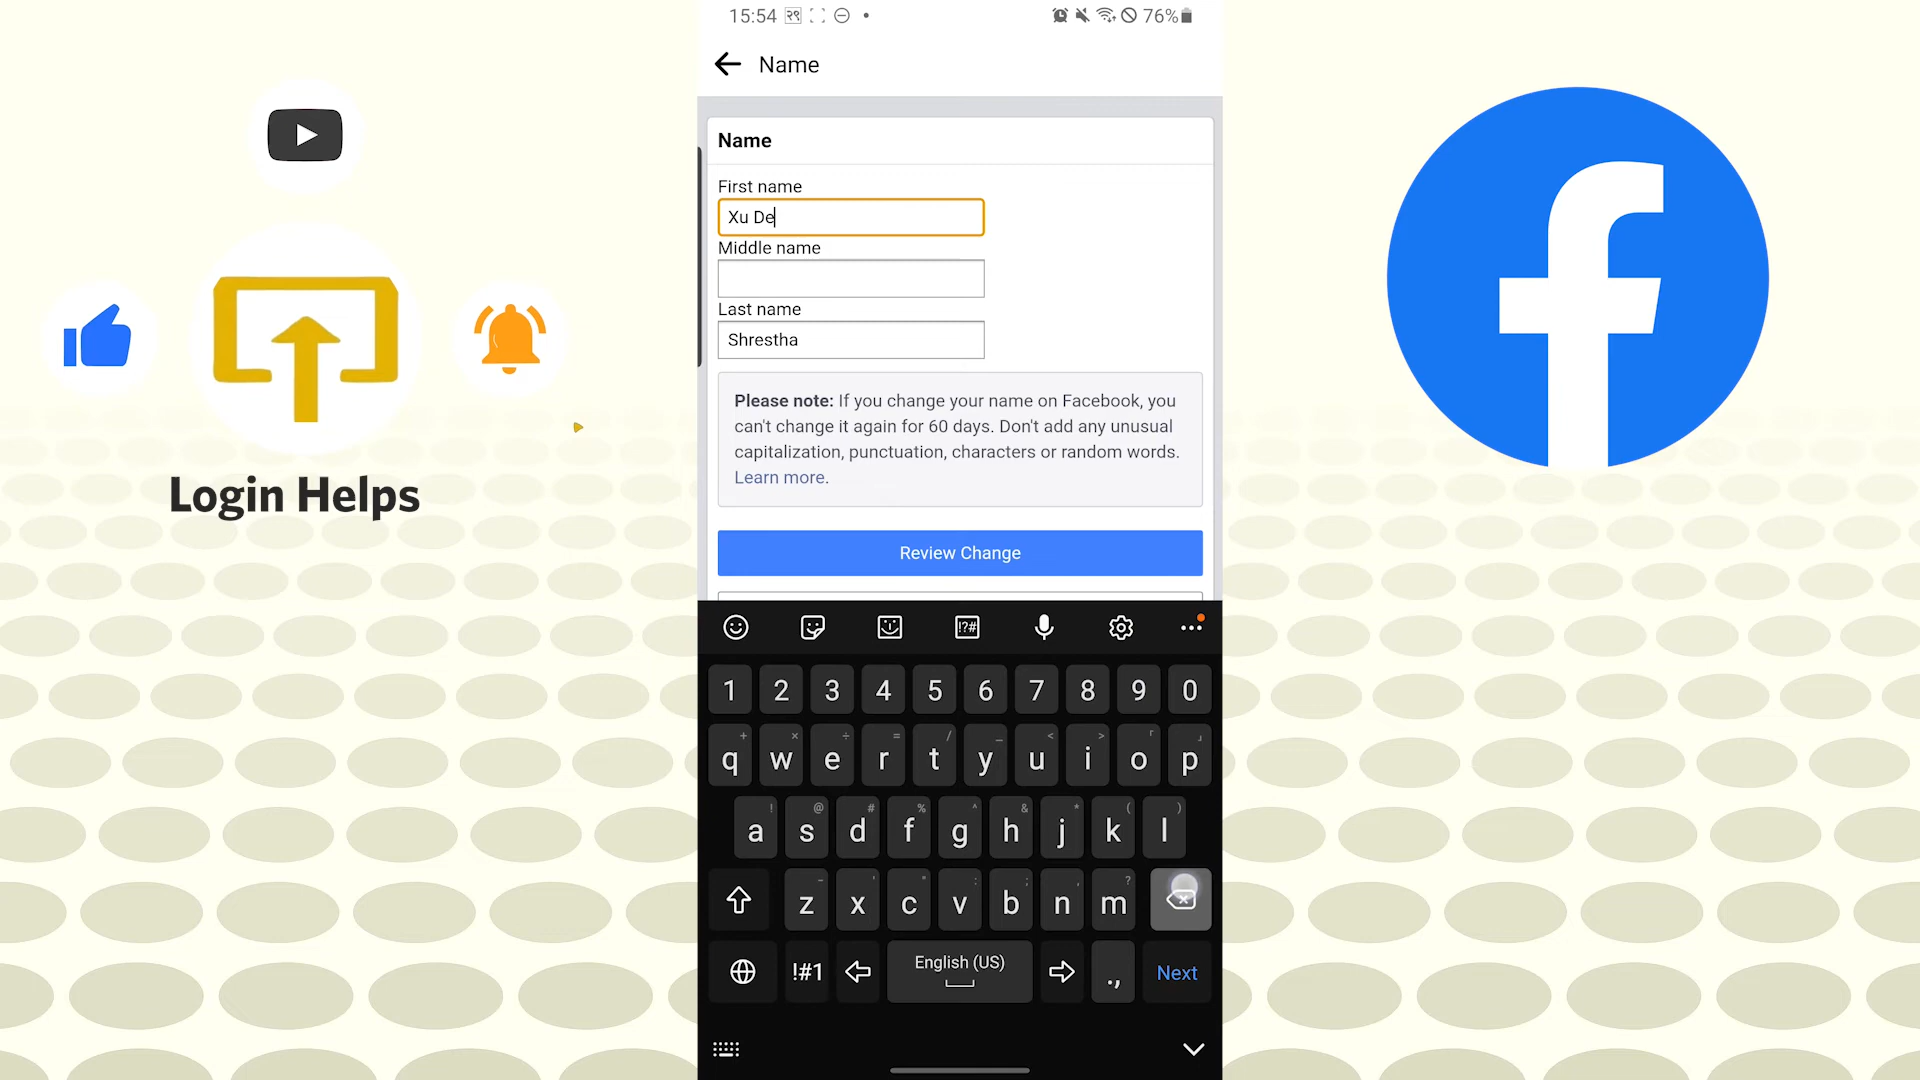 15:54 २९ 76%
Name
Name
First name
Xu De
Middle name
Last name
Shrestha
Please note: If you change your name on Facebook, you
can't change it again for 60 days. Don't add any unusual
capitalization, punctuation, characters or random words.
Learn more.
Review Change
!?#
1 2 3 4 5 6 7 8 9 0
q w e r t y u i o p
a s d f g h j k l
z x c v b n m
!#1 English (US) ., Next
Login Helps
f